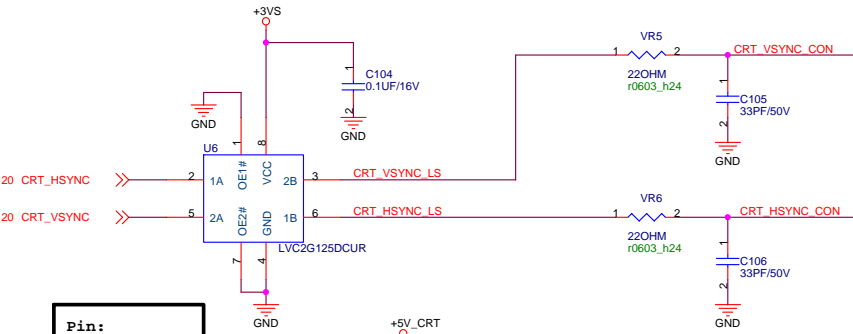 +3VS
VR5
1
2
CRT_VSYNC_CON
22OHM
r0603_h24
1
C104
0.1UF/16V
2
GND
1
C105
33PF/50V
2
GND
GND
U6
1
8
OE1#
VCC
20 CRT_HSYNC
2
1A
2B
3
CRT_VSYNC_LS
20 CRT_VSYNC
5
2A
1B
6
CRT_HSYNC_LS
OE2#
GND
LVC2G125DCUR
7
4
GND
VR6
1
2
CRT_HSYNC_CON
22OHM
r0603_h24
1
C106
33PF/50V
2
GND
Pin:
+5V_CRT